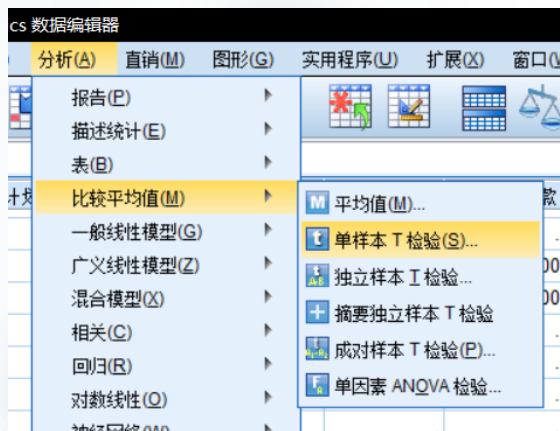 cs 数据编辑器
分析(A) 直销(M) 图形(G) 实用程序(U) 扩展(X) 窗口(
报告(P)
描述统计(E)
表(B)
比较平均值(M)
一般线性模型(G)
广义线性模型(Z)
混合模型(X)
相关(C)
回归(R)
对数线性(O)
平均值(M)...
单样本 T 检验(S)...
独立样本 T 检验...
摘要独立样本 T 检验
成对样本 T 检验(P)...
单因素 ANOVA 检验...